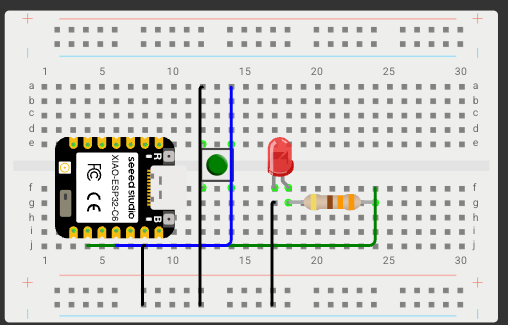 + +
1 5 10 15 20 25 30
a a
b b
c c
d d
e e
R
seeed studio
XIAO-ESP32-C6
FCC CE
B
f f
g g
h h
i i
j j
1 5 10 15 20 25 30
+ +